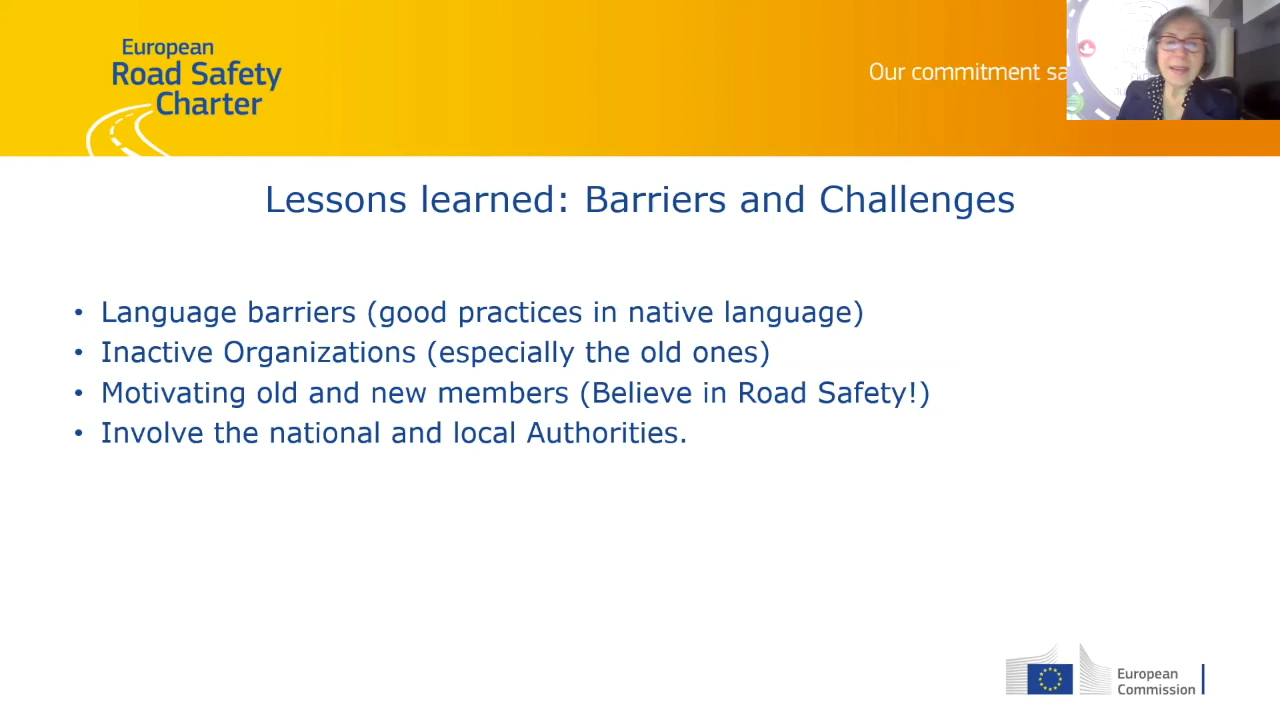 European
Road Safety
Charter
Our commitment sa
Lessons learned: Barriers and Challenges
• Language barriers (good practices in native language)
• Inactive Organizations (especially the old ones)
• Motivating old and new members (Believe in Road Safety!)
• Involve the national and local Authorities.
European
Commission